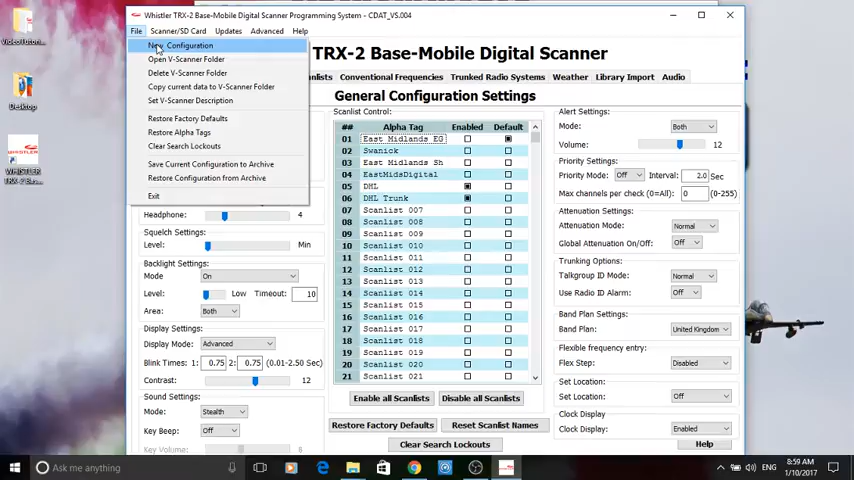 Whistler TRX-2 Base-Mobile Digital Scanner Programming System - CDAT_VS.004
File Scanner/SD Card Updates Advanced Help
New Configuration
Open V-Scanner Folder
Delete V-Scanner Folder
Copy current data to V-Scanner Folder
Set V-Scanner Description
Restore Factory Defaults
Restore Alpha Tags
Clear Search Lockouts
Save Current Configuration to Archive
Restore Configuration from Archive
Exit
TRX-2 Base-Mobile Digital Scanner
Conventional Frequencies Trunked Radio Systems Weather Library Import Audio
General Configuration Settings
Headphone: 4
Squelch Settings:
Level: Min
Backlight Settings:
Mode On
Level: Low Timeout: 10
Area: Both
Display Settings:
Display Mode: Advanced
Blink Times: 1: 0.75 2: 0.75 (0.01-2.50 Sec)
Contrast: 12
Sound Settings:
Mode: Stealth
Key Beep: Off
Key Volume: 4
Scanlist Control:
## Alpha Tag Enabled Default
01 East Midlands EG
02 Swanick
03 East Midlands Sh
04 EastMidsDigital
05 DHL
06 DHL Trunk
07 Scanlist 007
08 Scanlist 008
09 Scanlist 009
10 Scanlist 010
11 Scanlist 011
12 Scanlist 012
13 Scanlist 013
14 Scanlist 014
15 Scanlist 015
16 Scanlist 016
17 Scanlist 017
18 Scanlist 018
19 Scanlist 019
20 Scanlist 020
21 Scanlist 021
Enable all Scanlists Disable all Scanlists
Restore Factory Defaults Reset Scanlist Names
Clear Search Lockouts
Alert Settings:
Mode: Both
Volume: 12
Priority Settings:
Priority Mode: Off Interval: 2.0 Sec
Max channels per check (0=All): 0 (0-255)
Attenuation Settings:
Attenuation Mode: Normal
Global Attenuation On/Off: Off
Trunking Options:
Talkgroup ID Mode: Normal
Use Radio ID Alarm: Off
Band Plan Settings:
Band Plan: United Kingdom
Flexible frequency entry:
Flex Step: Disabled
Set Location:
Set Location: Off
Clock Display
Clock Display: Enabled
Help
VideoTutori...
Desktop
WHISTLER
TRX-2 Bas...
Ask me anything
ENG
8:59 AM
1/10/2017